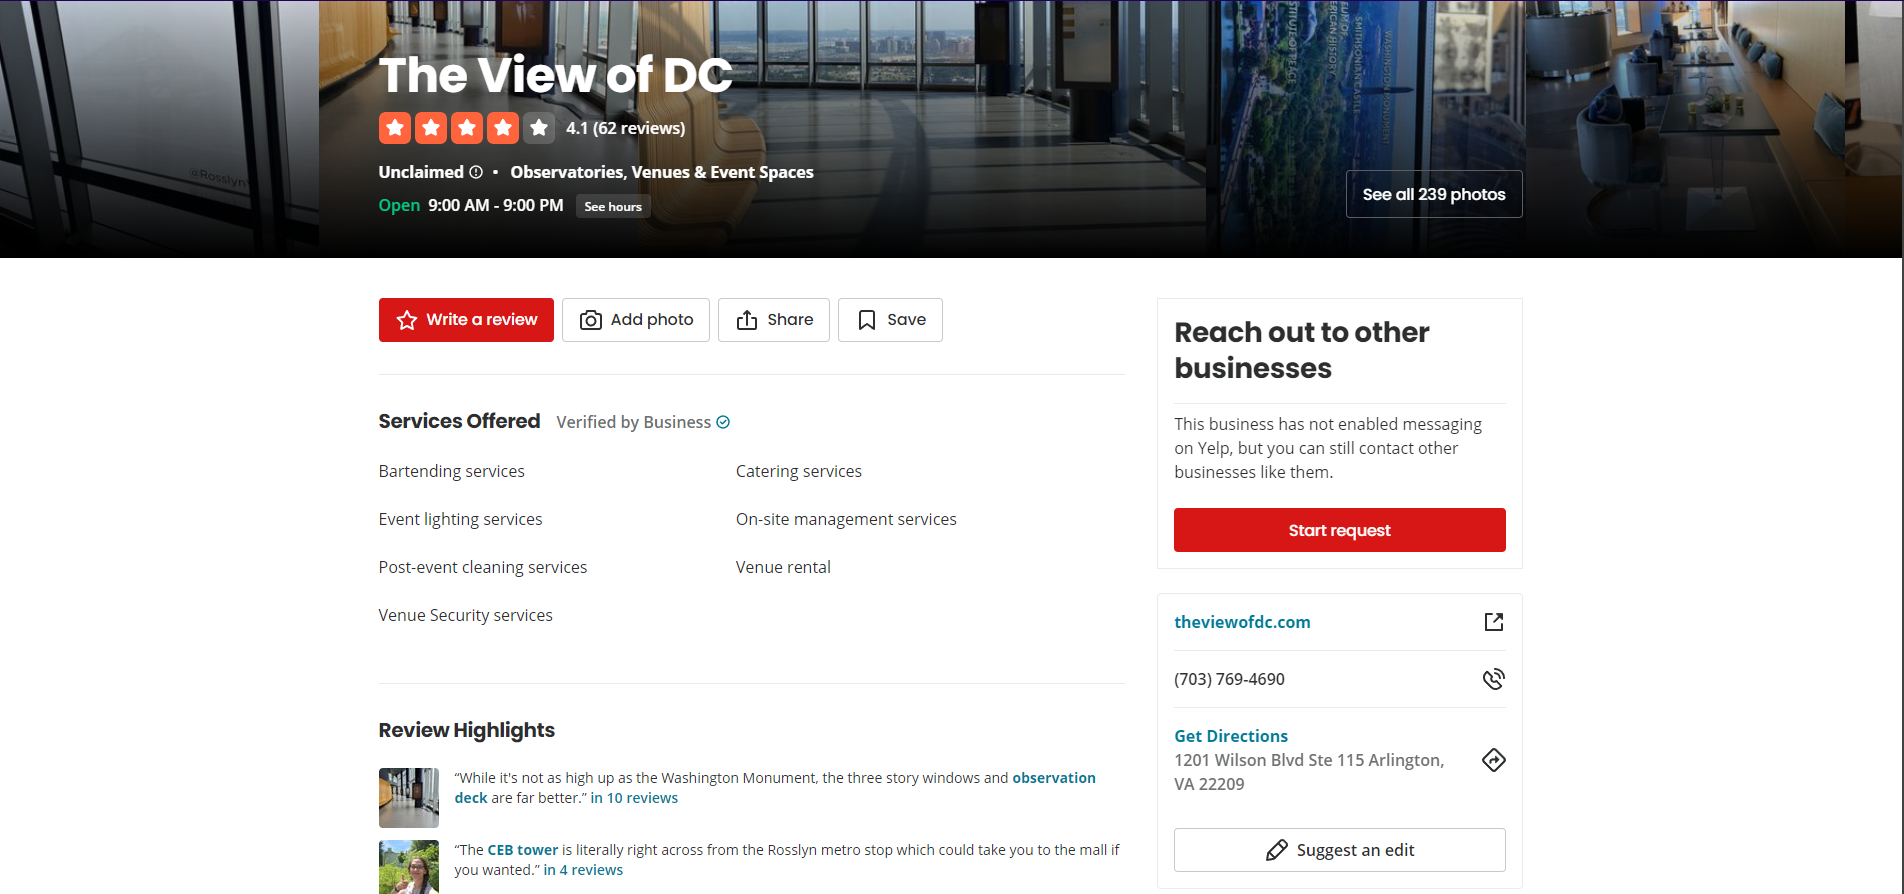 The View of DC
4.1 (62 reviews)
Unclaimed • Observatories, Venues & Event Spaces
Open 9:00 AM - 9:00 PM See hours
@Rosslyn
SMITHSONIAN CASTLE
WASHINGTON MONUMENT
See all 239 photos
Write a review
Add photo
Share
Save
Services Offered Verified by Business
Bartending services
Catering services
Event lighting services
On-site management services
Post-event cleaning services
Venue rental
Venue Security services
Review Highlights
“While it's not as high up as the Washington Monument, the three story windows and observation
deck are far better.” in 10 reviews
“The CEB tower is literally right across from the Rosslyn metro stop which could take you to the mall if
you wanted.” in 4 reviews
Reach out to other
businesses
This business has not enabled messaging
on Yelp, but you can still contact other
businesses like them.
Start request
theviewofdc.com
(703) 769-4690
Get Directions
1201 Wilson Blvd Ste 115 Arlington,
VA 22209
Suggest an edit